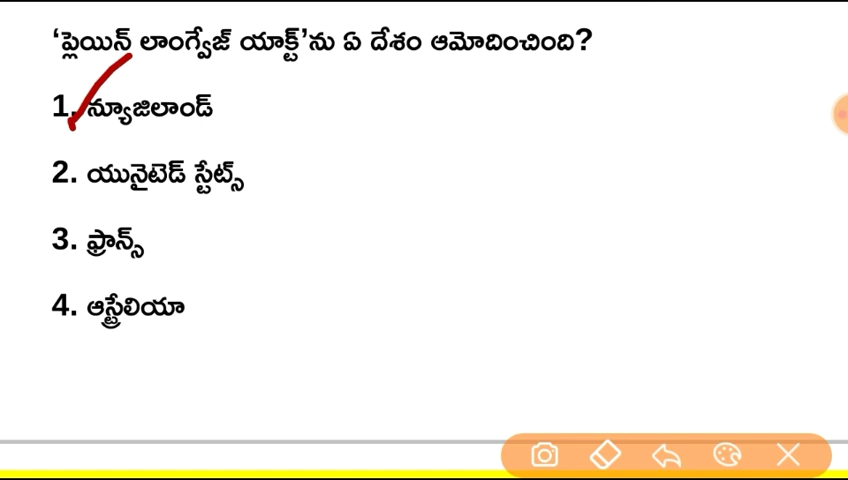 ‘ప్లెయిన్ లాంగ్వేజ్ యాక్ట్’ను ఏ దేశం ఆమోదించింది?
1. న్యూజిలాండ్
2. యునైటెడ్ స్టేట్స్
3. ఫ్రాన్స్
4. ఆస్ట్రేలియా